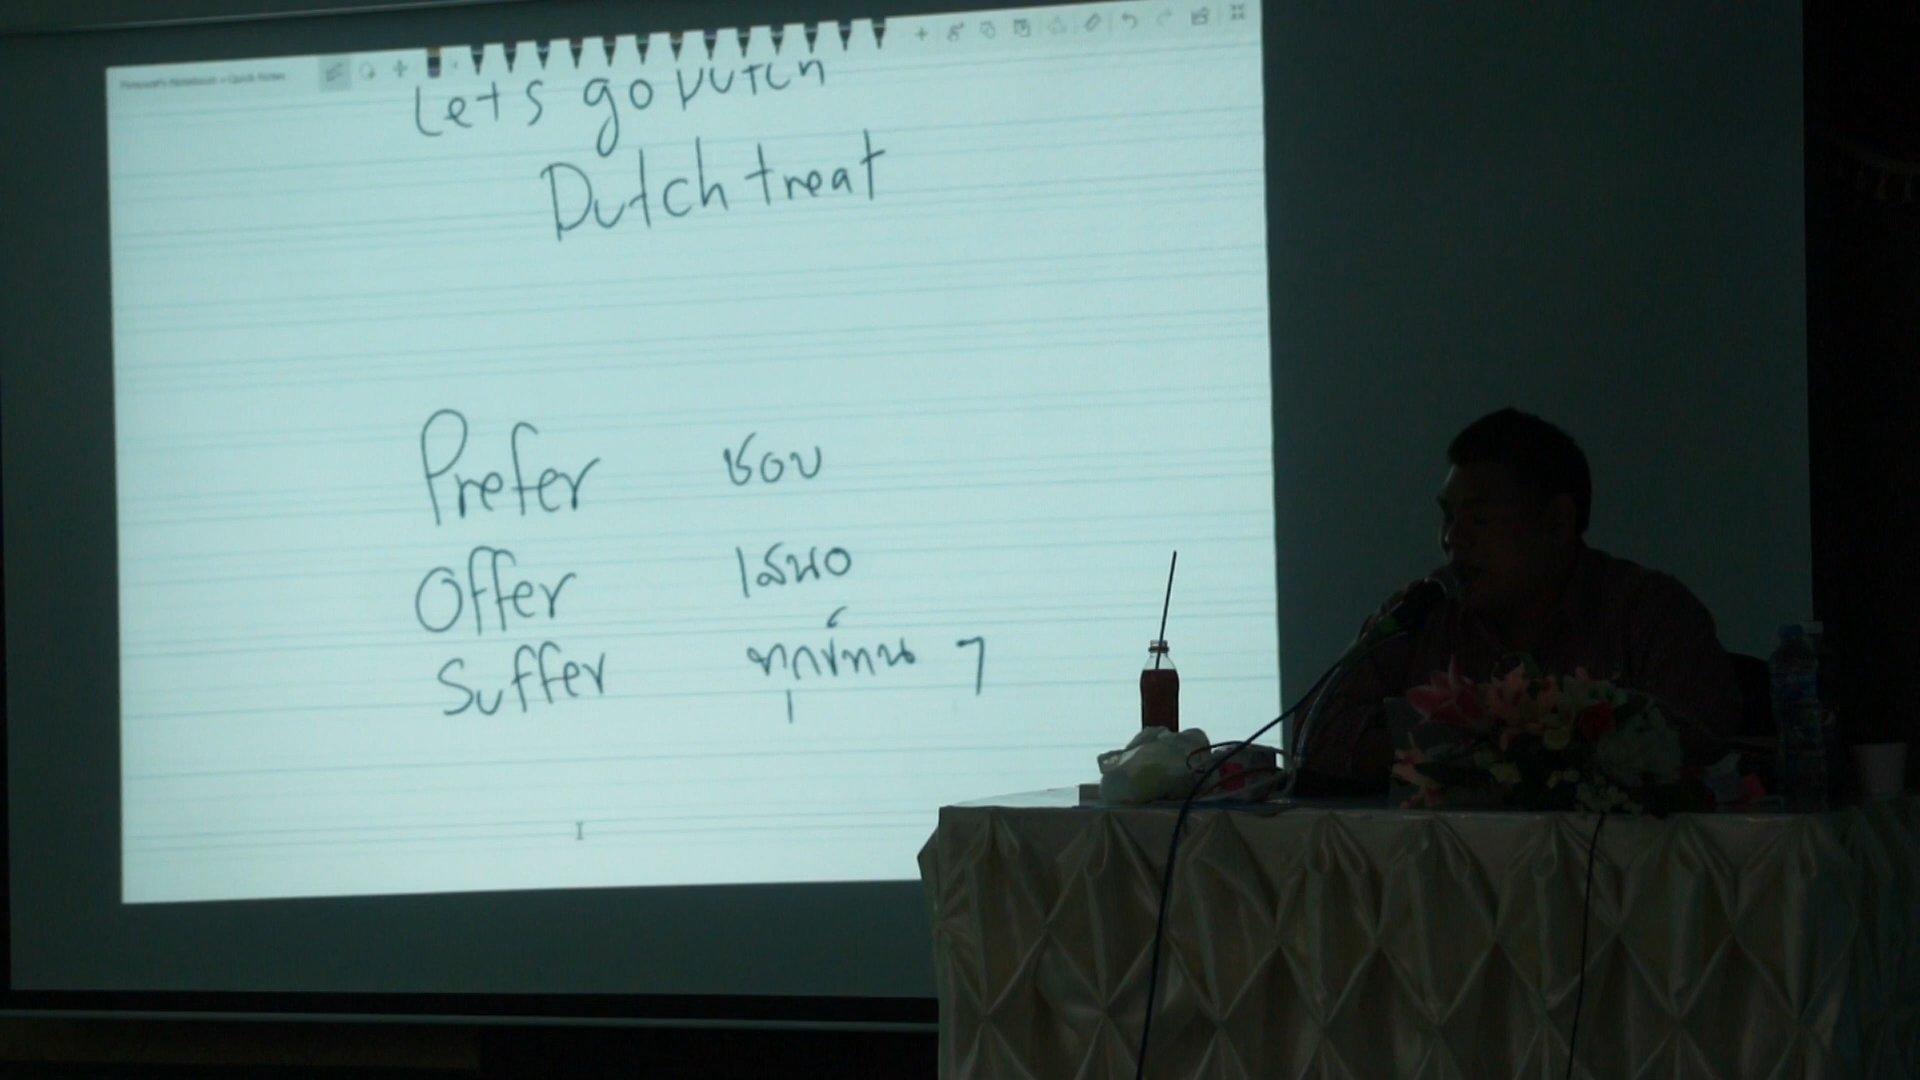 Let's go Dutch
Dutch treat
Prefer ชอบ
Offer เสนอ
Suffer ทุกข์ทน ๆ